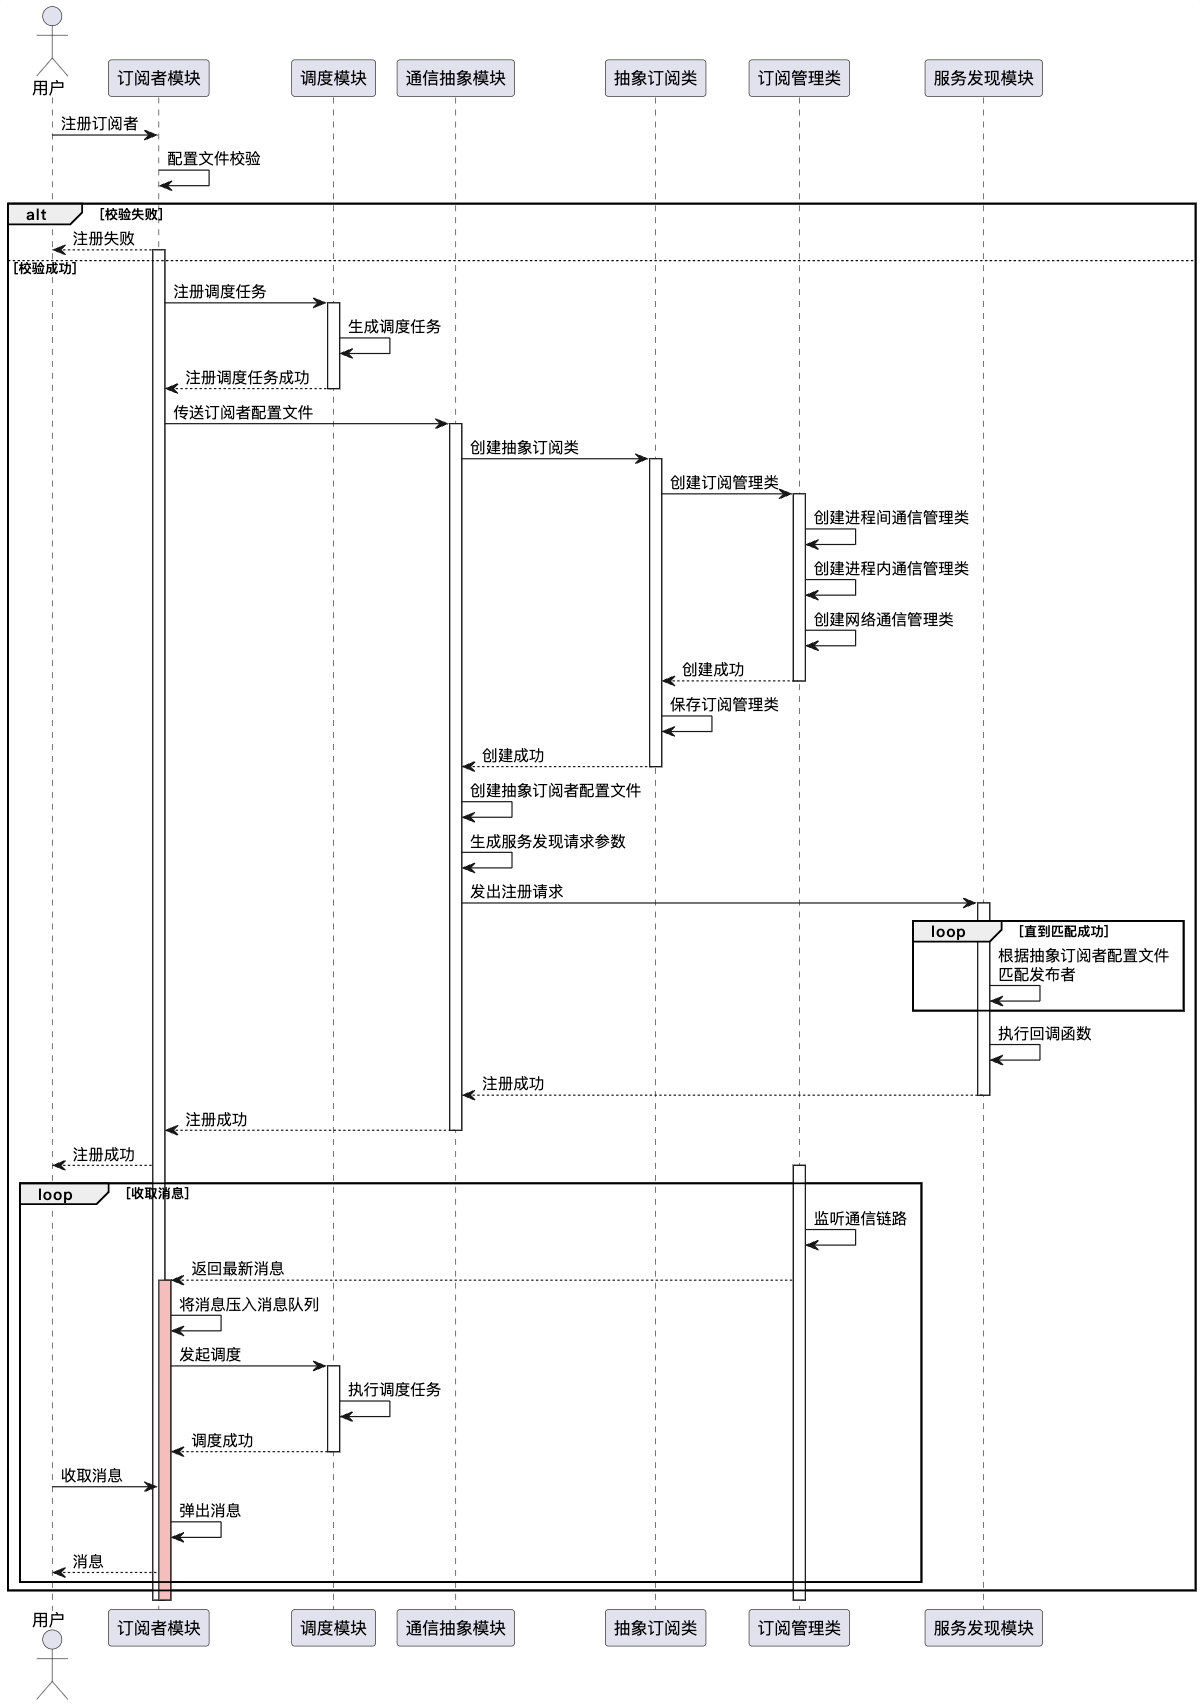 用户
订阅者模块
调度模块
通信抽象模块
抽象订阅类
订阅管理类
服务发现模块
注册订阅者
配置文件校验
alt
[校验失败]
注册失败
[校验成功]
注册调度任务
生成调度任务
注册调度任务成功
传送订阅者配置文件
创建抽象订阅类
创建订阅管理类
创建进程间通信管理类
创建进程内通信管理类
创建网络通信管理类
创建成功
保存订阅管理类
创建成功
创建抽象订阅者配置文件
生成服务发现请求参数
发出注册请求
loop
[直到匹配成功]
根据抽象订阅者配置文件
匹配发布者
执行回调函数
注册成功
注册成功
注册成功
loop
[收取消息]
监听通信链路
返回最新消息
将消息压入消息队列
发起调度
执行调度任务
调度成功
收取消息
弹出消息
消息
用户
订阅者模块
调度模块
通信抽象模块
抽象订阅类
订阅管理类
服务发现模块